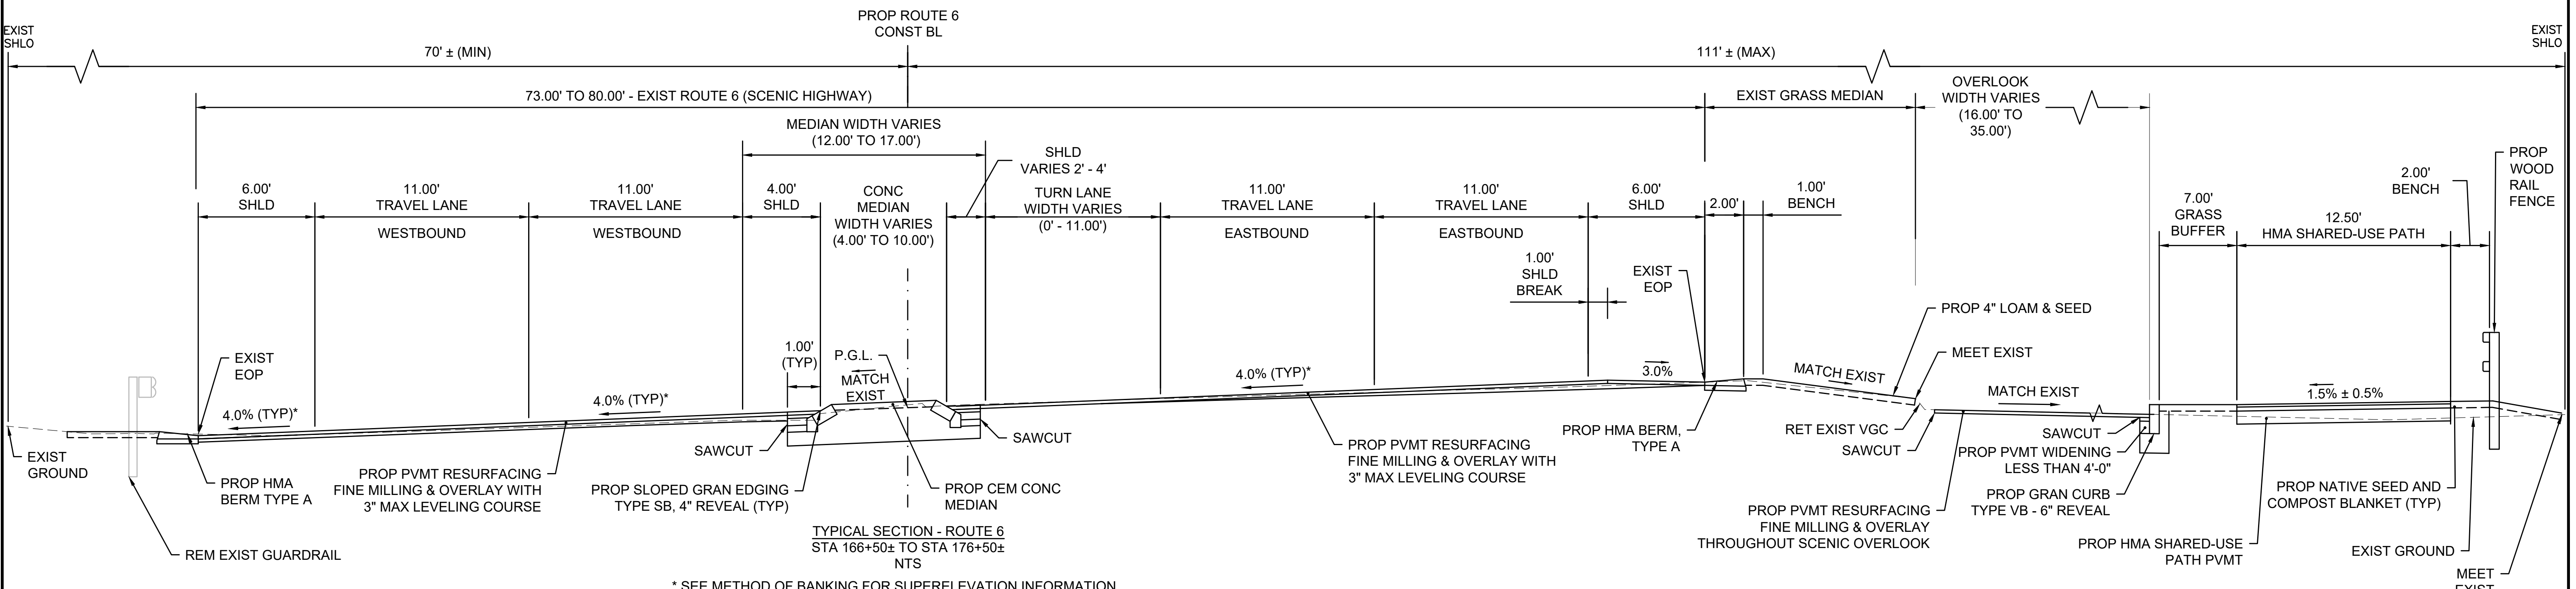 PROP ROUTE 6
CONST BL
EXIST
SHLO
70' ± (MIN)
111' ± (MAX)
EXIST
SHLO
73.00' TO 80.00' - EXIST ROUTE 6 (SCENIC HIGHWAY)
EXIST GRASS MEDIAN
OVERLOOK
WIDTH VARIES
(16.00' TO
35.00')
MEDIAN WIDTH VARIES
(12.00' TO 17.00')
SHLD
VARIES 2' - 4'
PROP
WOOD
RAIL
FENCE
6.00'
SHLD
11.00'
TRAVEL LANE
WESTBOUND
11.00'
TRAVEL LANE
WESTBOUND
4.00'
SHLD
CONC
MEDIAN
WIDTH VARIES
(4.00' TO 10.00')
TURN LANE
WIDTH VARIES
(0' - 11.00')
11.00'
TRAVEL LANE
EASTBOUND
11.00'
TRAVEL LANE
EASTBOUND
6.00'
SHLD
2.00'
1.00'
BENCH
7.00'
GRASS
BUFFER
12.50'
HMA SHARED-USE PATH
2.00'
BENCH
1.00'
SHLD
BREAK
EXIST
EOP
PROP 4" LOAM & SEED
MEET EXIST
EXIST
EOP
1.00'
(TYP)
P.G.L.
MATCH
EXIST
4.0% (TYP)*
4.0% (TYP)*
4.0% (TYP)*
3.0%
MATCH EXIST
MATCH EXIST
1.5% ± 0.5%
EXIST
GROUND
PROP HMA
BERM TYPE A
REM EXIST GUARDRAIL
PROP PVMT RESURFACING
FINE MILLING & OVERLAY WITH
3" MAX LEVELING COURSE
SAWCUT
PROP SLOPED GRAN EDGING
TYPE SB, 4" REVEAL (TYP)
SAWCUT
PROP CEM CONC
MEDIAN
PROP PVMT RESURFACING
FINE MILLING & OVERLAY WITH
3" MAX LEVELING COURSE
PROP HMA BERM,
TYPE A
RET EXIST VGC
SAWCUT
PROP PVMT RESURFACING
FINE MILLING & OVERLAY
THROUGHOUT SCENIC OVERLOOK
SAWCUT
PROP PVMT WIDENING
LESS THAN 4'-0"
PROP GRAN CURB
TYPE VB - 6" REVEAL
PROP HMA SHARED-USE
PATH PVMT
PROP NATIVE SEED AND
COMPOST BLANKET (TYP)
EXIST GROUND
MEET
EXIST
TYPICAL SECTION - ROUTE 6
STA 166+50± TO STA 176+50±
NTS
* SEE METHOD OF BANKING FOR SUPERELEVATION INFORMATION